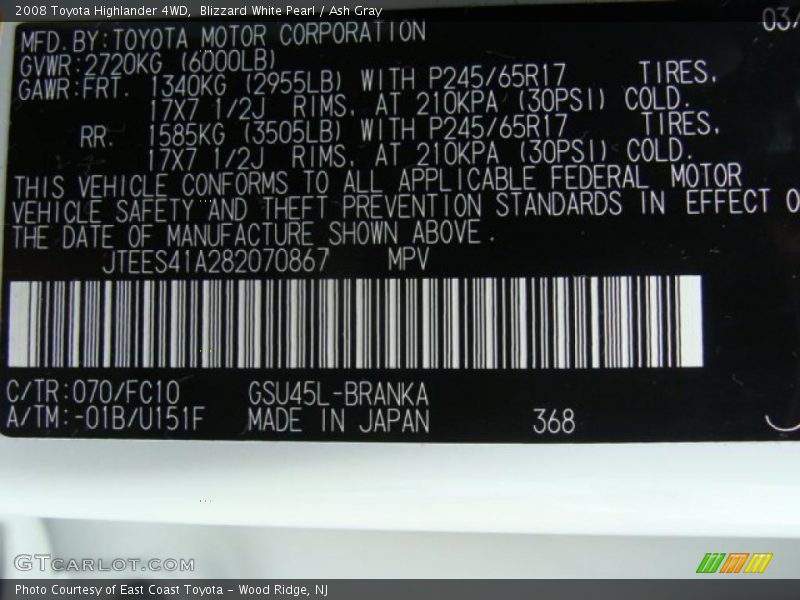 2008 Toyota Highlander 4WD, Blizzard White Pearl / Ash Gray
03/
MFD.BY:TOYOTA MOTOR CORPORATION
GVWR:2720KG (6000LB)
GAWR:FRT. 1340KG (2955LB) WITH P245/65R17 TIRES,
17X7 1/2J RIMS, AT 210KPA (30PSI) COLD.
RR. 1585KG (3505LB) WITH P245/65R17 TIRES,
17X7 1/2J RIMS, AT 210KPA (30PSI) COLD.
THIS VEHICLE CONFORMS TO ALL APPLICABLE FEDERAL MOTOR
VEHICLE SAFETY AND THEFT PREVENTION STANDARDS IN EFFECT O
THE DATE OF MANUFACTURE SHOWN ABOVE.
JTEES41A282070867 MPV
C/TR:070/FC10 GSU45L-BRANKA
A/TM:-01B/U151F MADE IN JAPAN 368
GTCARLOT.COM
Photo Courtesy of East Coast Toyota - Wood Ridge, NJ